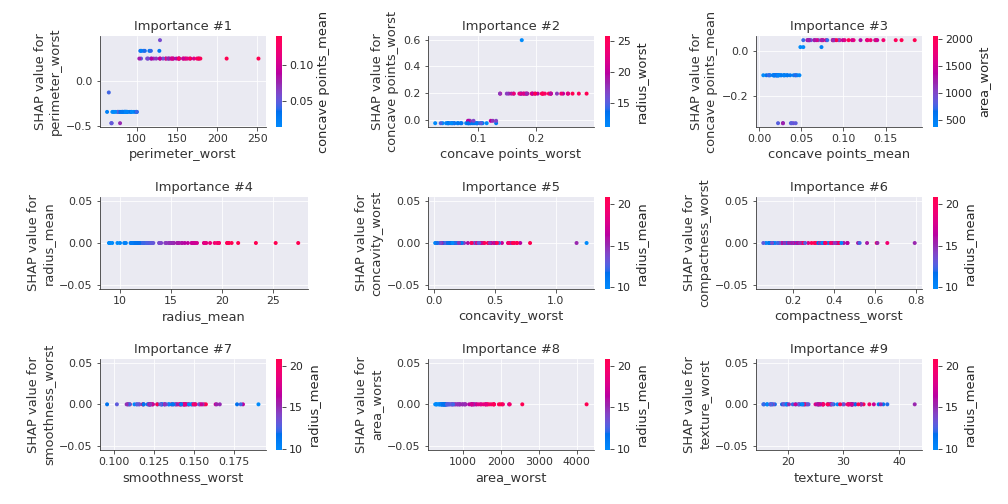 Importance #1
SHAP value for
perimeter_worst
0.0
−0.5
100
150
200
250
perimeter_worst
0.10
0.05
concave points_mean
Importance #2
SHAP value for
concave points_worst
0.6
0.4
0.2
0.0
0.1
0.2
concave points_worst
25
20
15
radius_worst
Importance #3
SHAP value for
concave points_mean
0.0
−0.2
0.00
0.05
0.10
0.15
concave points_mean
2000
1500
1000
500
area_worst
Importance #4
SHAP value for
radius_mean
0.05
0.00
−0.05
10
15
20
25
radius_mean
Importance #5
SHAP value for
concavity_worst
0.05
0.00
−0.05
0.0
0.5
1.0
concavity_worst
20
15
10
radius_mean
Importance #6
SHAP value for
compactness_worst
0.05
0.00
−0.05
0.2
0.4
0.6
0.8
compactness_worst
20
15
10
radius_mean
Importance #7
SHAP value for
smoothness_worst
0.05
0.00
−0.05
0.100
0.125
0.150
0.175
smoothness_worst
20
15
10
radius_mean
Importance #8
SHAP value for
area_worst
0.05
0.00
−0.05
1000
2000
3000
4000
area_worst
20
15
10
radius_mean
Importance #9
SHAP value for
texture_worst
0.05
0.00
−0.05
20
30
40
texture_worst
20
15
10
radius_mean